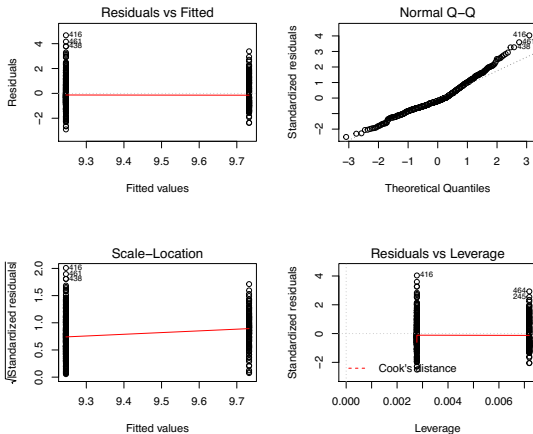 Residuals vs Fitted
Residuals
4
2
0
−2
416
461
438
9.3 9.4 9.5 9.6 9.7
Fitted values
Normal Q−Q
Standardized residuals
4
3
2
1
0
−2
416
461
438
−3 −2 −1 0 1 2 3
Theoretical Quantiles
Scale−Location
√|Standardized residuals|
2.0
1.5
1.0
0.5
0.0
416
461
438
9.3 9.4 9.5 9.6 9.7
Fitted values
Residuals vs Leverage
Standardized residuals
4
2
0
−2
416
464
245
Cook's distance
0.000 0.002 0.004 0.006
Leverage